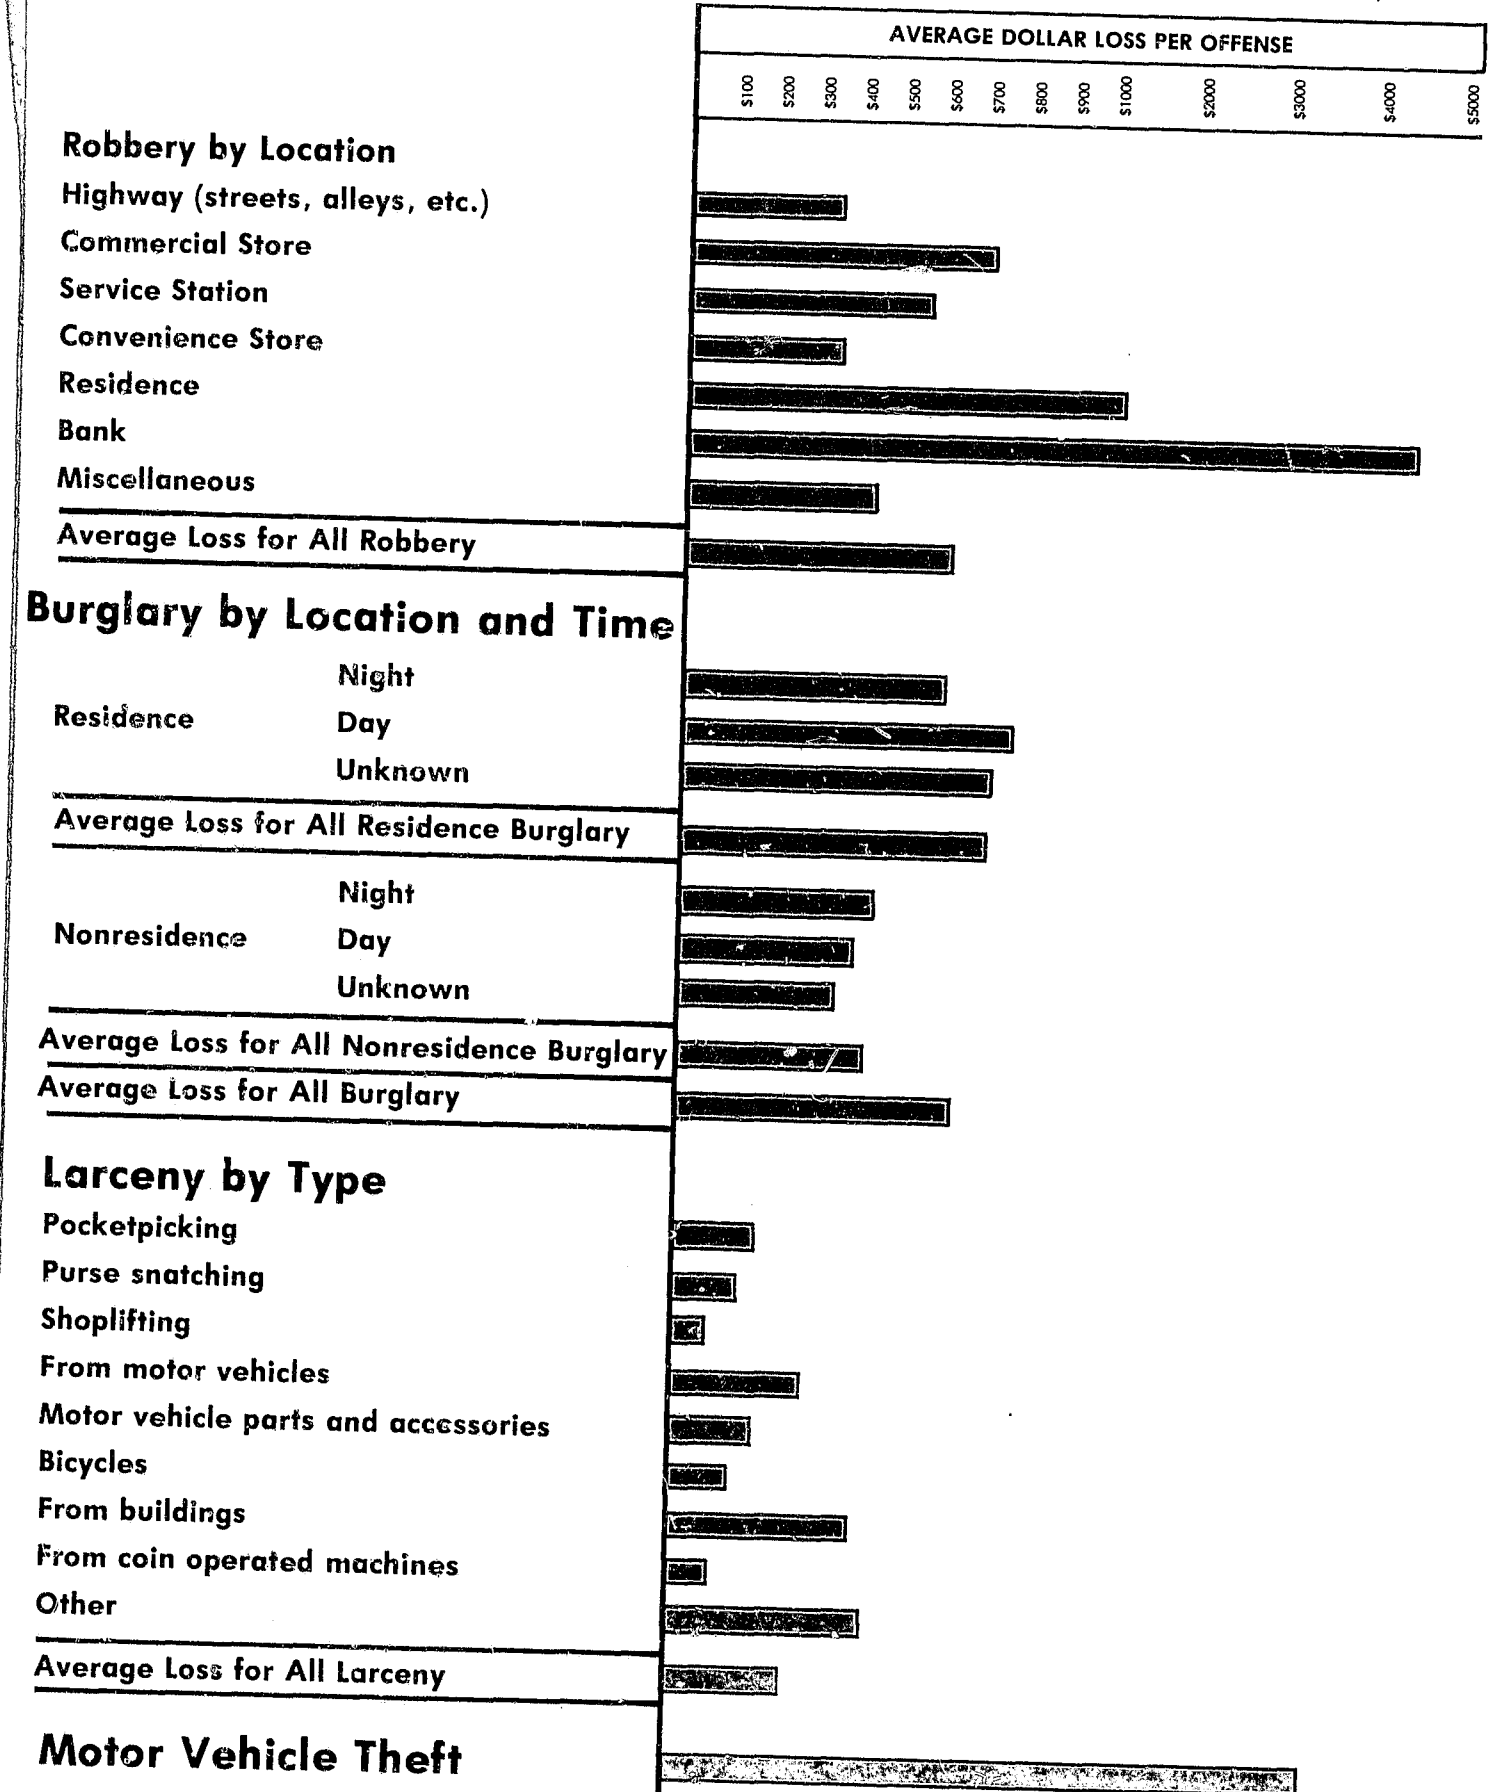 AVERAGE DOLLAR LOSS PER OFFENSE
$100 $200 $300 $400 $500 $600 $700 $800 $900 $1000 $2000 $3000 $4000 $5000
Robbery by Location
Highway (streets, alleys, etc.)
Commercial Store
Service Station
Convenience Store
Residence
Bank
Miscellaneous
Average Loss for All Robbery
Burglary by Location and Time
Night
Residence Day
Unknown
Average Loss for All Residence Burglary
Night
Nonresidence Day
Unknown
Average Loss for All Nonresidence Burglary
Average Loss for All Burglary
Larceny by Type
Pocketpicking
Purse snatching
Shoplifting
From motor vehicles
Motor vehicle parts and accessories
Bicycles
From buildings
From coin operated machines
Other
Average Loss for All Larceny
Motor Vehicle Theft